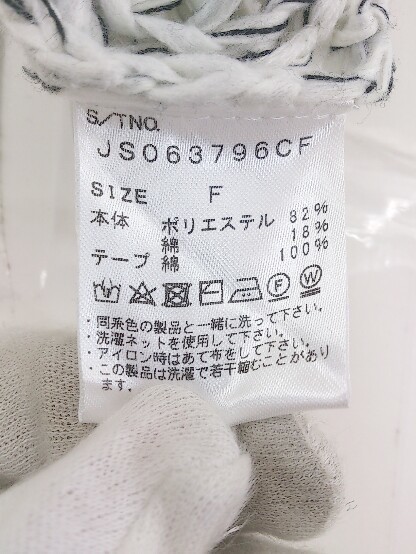 S/TNO.
JS063796CF
SIZE F
本体 ポリエステル 82%
綿 18%
テープ 綿 100%
F W
・同系色の製品と一緒に洗って下さい。
・洗濯ネットを使用して下さい。
・アイロン時はあて布をして下さい。
・この製品は洗濯で若干縮むことがあり
ます。